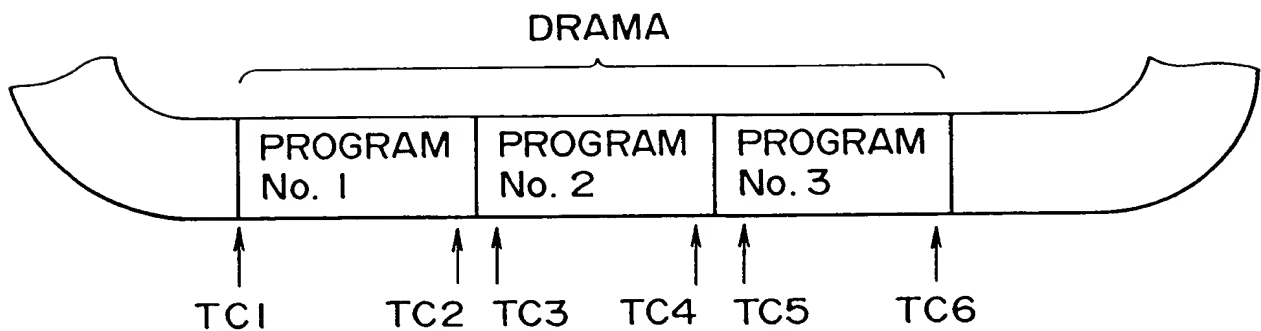 DRAMA
PROGRAM No. 1
PROGRAM No. 2
PROGRAM No. 3
TC1 TC2 TC3 TC4 TC5 TC6